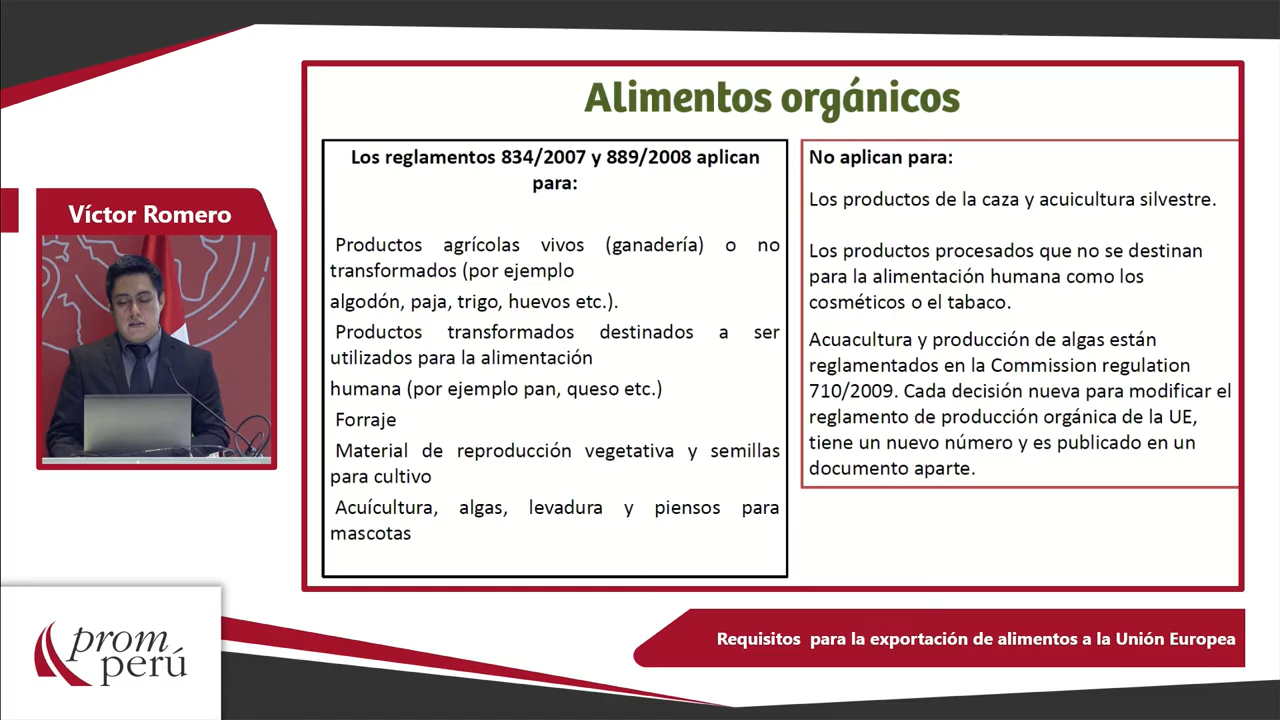 Alimentos orgánicos
Víctor Romero
Los reglamentos 834/2007 y 889/2008 aplican
para:
Productos agrícolas vivos (ganadería) o no
transformados (por ejemplo
algodón, paja, trigo, huevos etc.).
Productos transformados destinados a ser
utilizados para la alimentación
humana (por ejemplo pan, queso etc.)
Forraje
Material de reproducción vegetativa y semillas
para cultivo
Acuícultura, algas, levadura y piensos para
mascotas
No aplican para:
Los productos de la caza y acuicultura silvestre.
Los productos procesados que no se destinan
para la alimentación humana como los
cosméticos o el tabaco.
Acuacultura y producción de algas están
reglamentados en la Commission regulation
710/2009. Cada decisión nueva para modificar el
reglamento de producción orgánica de la UE,
tiene un nuevo número y es publicado en un
documento aparte.
prom
perú
Requisitos para la exportación de alimentos a la Unión Europea